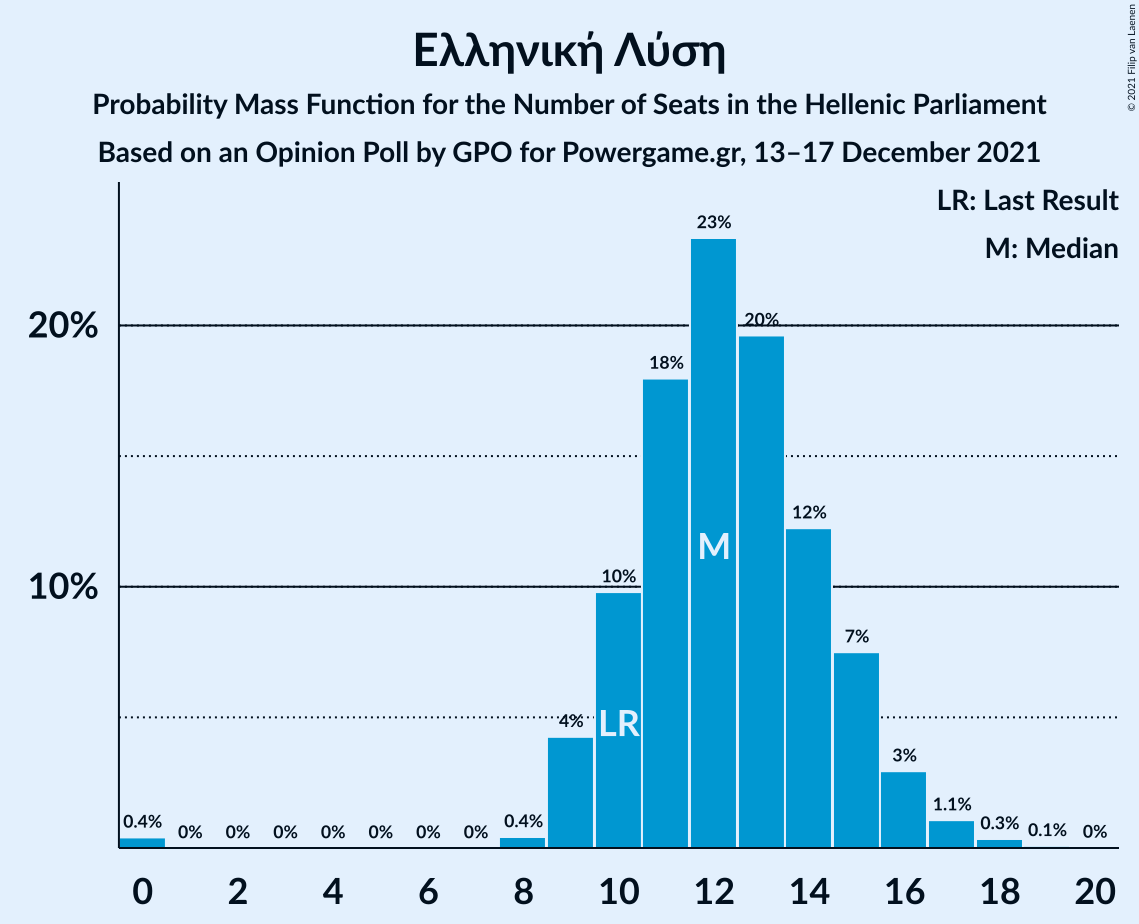 Ελληνική Λύση
Probability Mass Function for the Number of Seats in the Hellenic Parliament
Based on an Opinion Poll by GPO for Powergame.gr, 13–17 December 2021
© 2021 Filip van Laenen
LR: Last Result
M: Median
20%
10%
0.4%
0%
0%
0%
0%
0%
0%
0%
0.4%
4%
10%
18%
23%
20%
12%
7%
3%
1.1%
0.3%
0.1%
0%
LR
M
0 2 4 6 8 10 12 14 16 18 20